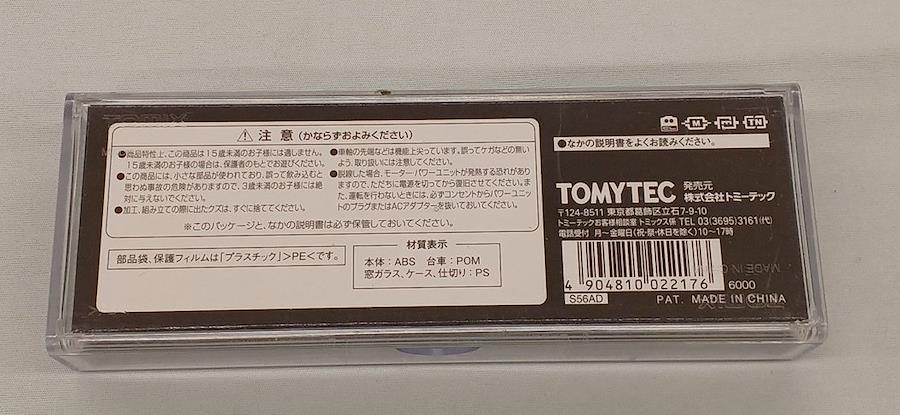 TOMIX
⚠ 注意 (かならずおよみください)
●商品特性上、この商品は15歳未満のお子様には適しません。
15歳未満のお子様の場合は、保護者のもとでお遊びください。
●この商品には、小さな部品が使われており、誤って飲み込むと
思わぬ事故の危険がありますので、3歳未満のお子様には絶
対に与えないでください。
●加工、組み立ての際に出たクズは、すぐに捨ててください。
●車軸の先端などは機能上尖っています。誤ってケガなどの無い
よう、取り扱いには注意してください。
●脱線した場合、モーター・パワーユニットが発熱する恐れがあり
ますので、ただちに電源を切ってから復旧させてください。ま
た、運転を行わないときには、必ずコンセントからパワーユニット
のプラグまたはACアダプターを抜いておいてください。
※このパッケージと、なかの説明書は必ず保管しておいてください。
部品袋、保護フィルムは「プラスチック」>PE<です。
材質表示
本体:ABS 台車:POM
窓ガラス、ケース、仕切り:PS
M
TN
●なかの説明書をよくお読みください。
TOMYTEC 発売元
株式会社トミーテック
〒124-8511 東京都葛飾区立石7-9-10
トミーテックお客様相談室 トミックス係 TEL 03(3695)3161(代)
電話受付 月〜金曜日(祝・祭・休日を除く)10〜17時
4 904810 022176
6000
S56AD
PAT. MADE IN CHINA